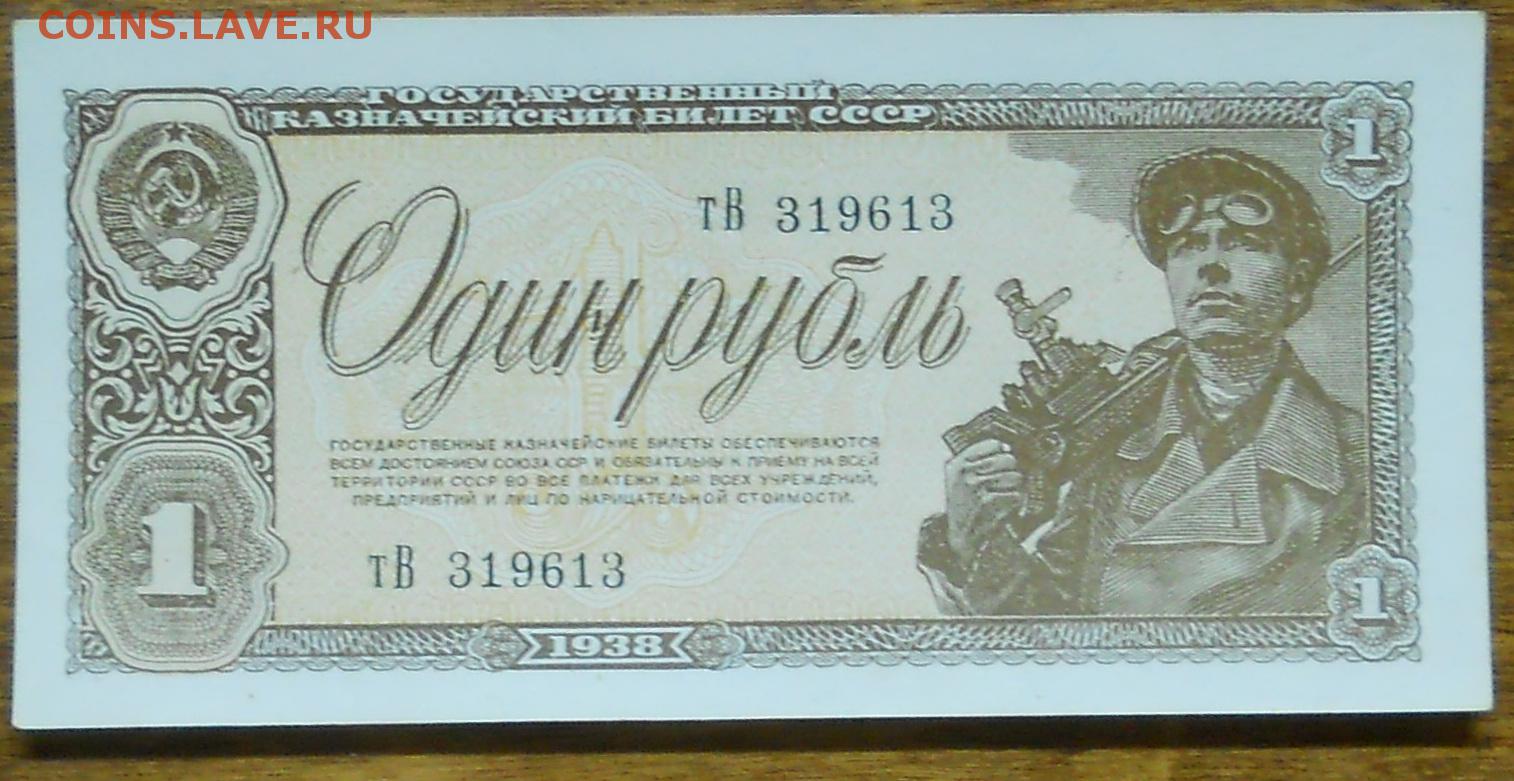 COINS.LAVE.RU
ГОСУДАРСТВЕННЫЙ
КАЗНАЧЕЙСКИЙ БИЛЕТ СССР
1
тВ 319613
Один рубль
ГОСУДАРСТВЕННЫЕ КАЗНАЧЕЙСКИЕ БИЛЕТЫ ОБЕСПЕЧИВАЮТСЯ
ВСЕМ ДОСТОЯНИЕМ СОЮЗА ССР И ОБЯЗАТЕЛЬНЫ К ПРИЕМУ НА ВСЕЙ
ТЕРРИТОРИИ СССР ВО ВСЕ ПЛАТЕЖИ ДЛЯ ВСЕХ УЧРЕЖДЕНИЙ,
ПРЕДПРИЯТИЙ И ЛИЦ ПО НАРИЦАТЕЛЬНОЙ СТОИМОСТИ.
1
тВ 319613
1
1938